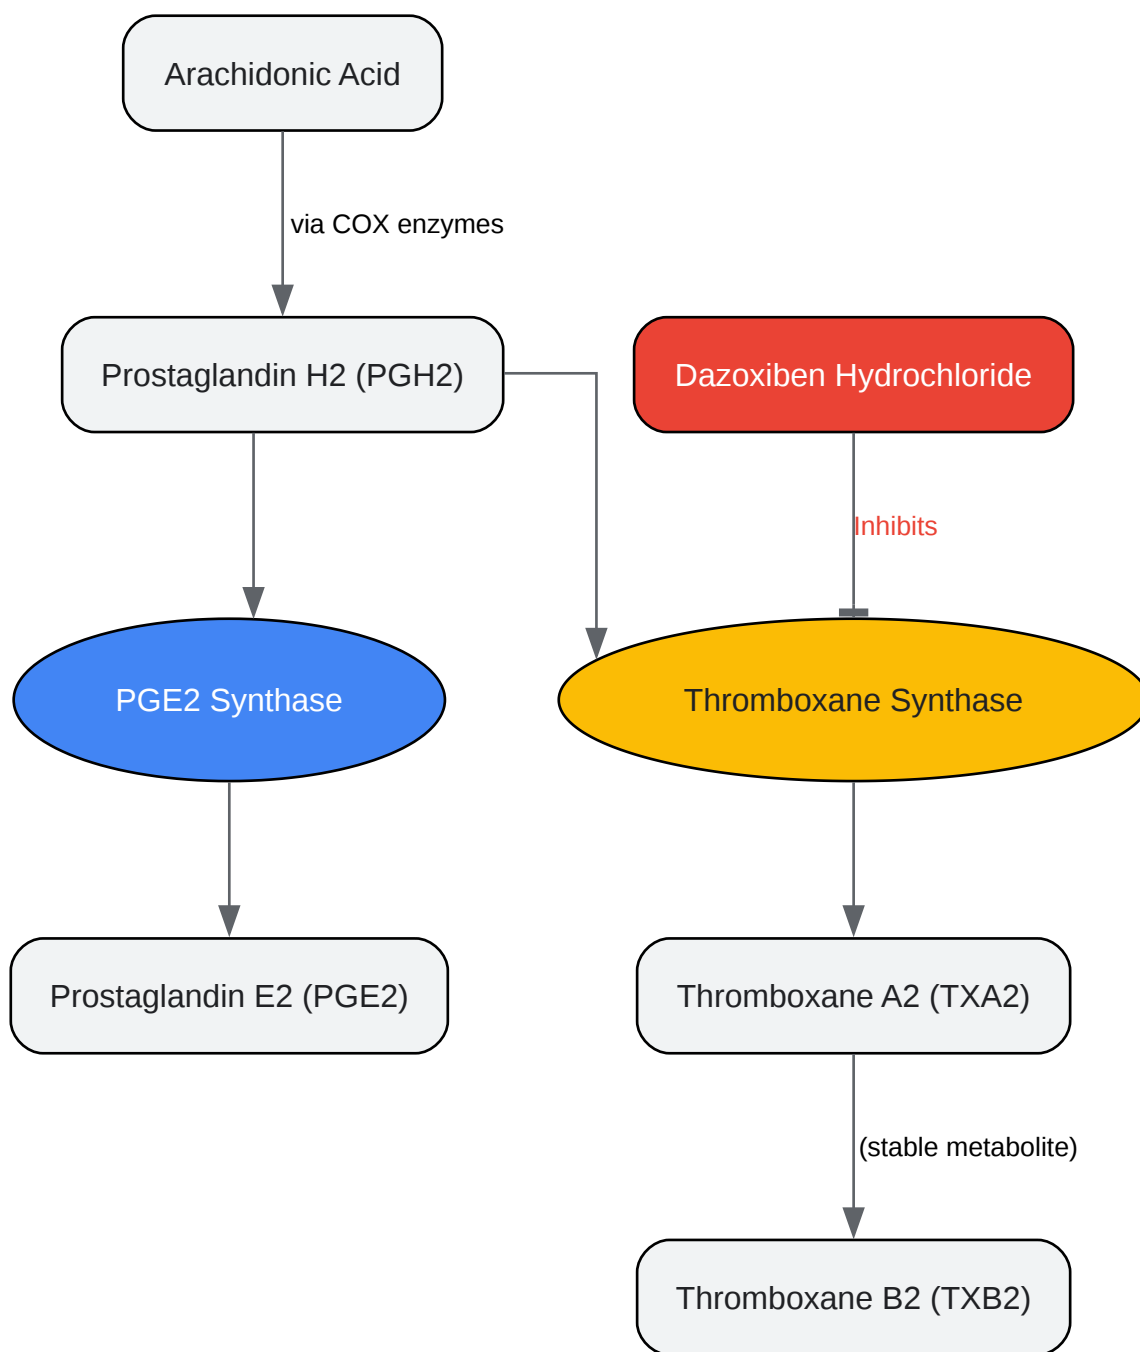 Arachidonic Acid
via COX enzymes
Prostaglandin H2 (PGH2)
Dazoxiben Hydrochloride
Inhibits
PGE2 Synthase
Thromboxane Synthase
Prostaglandin E2 (PGE2)
Thromboxane A2 (TXA2)
(stable metabolite)
Thromboxane B2 (TXB2)